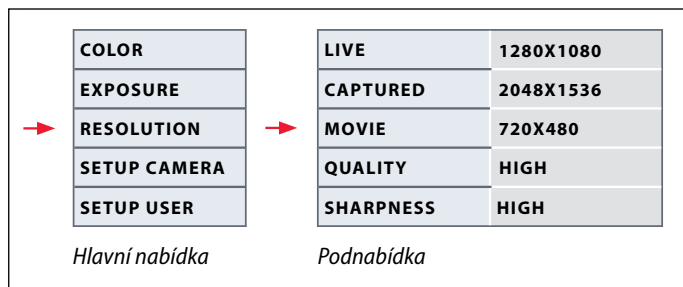 COLOR LIVE 1280X1080
EXPOSURE CAPTURED 2048X1536
RESOLUTION MOVIE 720X480
SETUP CAMERA QUALITY HIGH
SETUP USER SHARPNESS HIGH
Hlavní nabídka Podnabídka